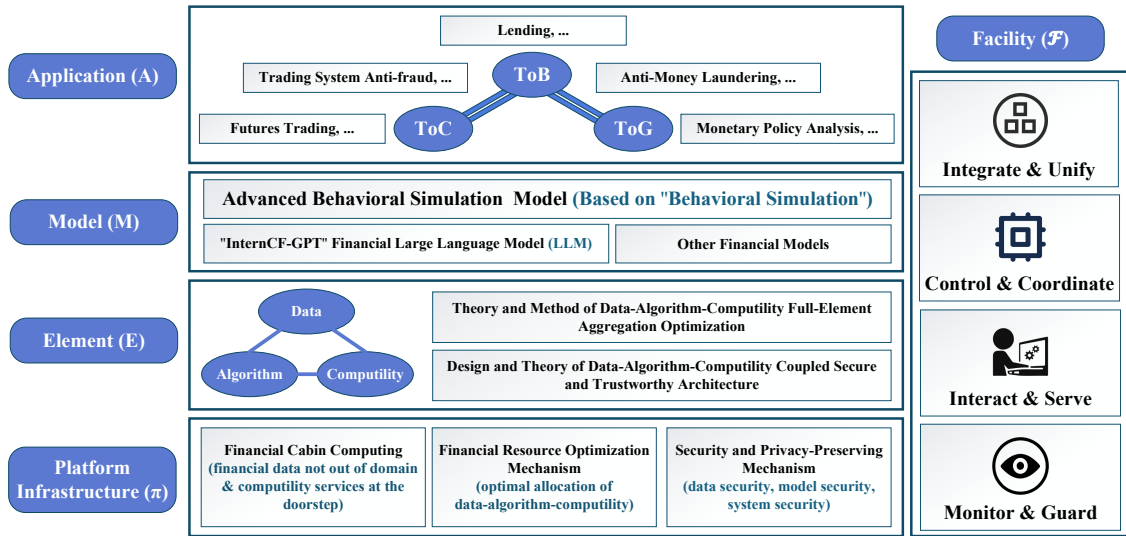 Application (A)
Lending, ...
Trading System Anti-fraud, ...
ToB
Anti-Money Laundering, ...
Futures Trading, ...
ToC
ToG
Monetary Policy Analysis, ...
Model (M)
Advanced Behavioral Simulation Model (Based on "Behavioral Simulation")
"InternCF-GPT" Financial Large Language Model (LLM)
Other Financial Models
Element (E)
Data
Algorithm
Computility
Theory and Method of Data-Algorithm-Computility Full-Element
Aggregation Optimization
Design and Theory of Data-Algorithm-Computility Coupled Secure
and Trustworthy Architecture
Platform
Infrastructure (π)
Financial Cabin Computing
(financial data not out of domain
& computility services at the
doorstep)
Financial Resource Optimization
Mechanism
(optimal allocation of
data-algorithm-computility)
Security and Privacy-Preserving
Mechanism
(data security, model security,
system security)
Facility (ℱ)
Integrate & Unify
Control & Coordinate
Interact & Serve
Monitor & Guard